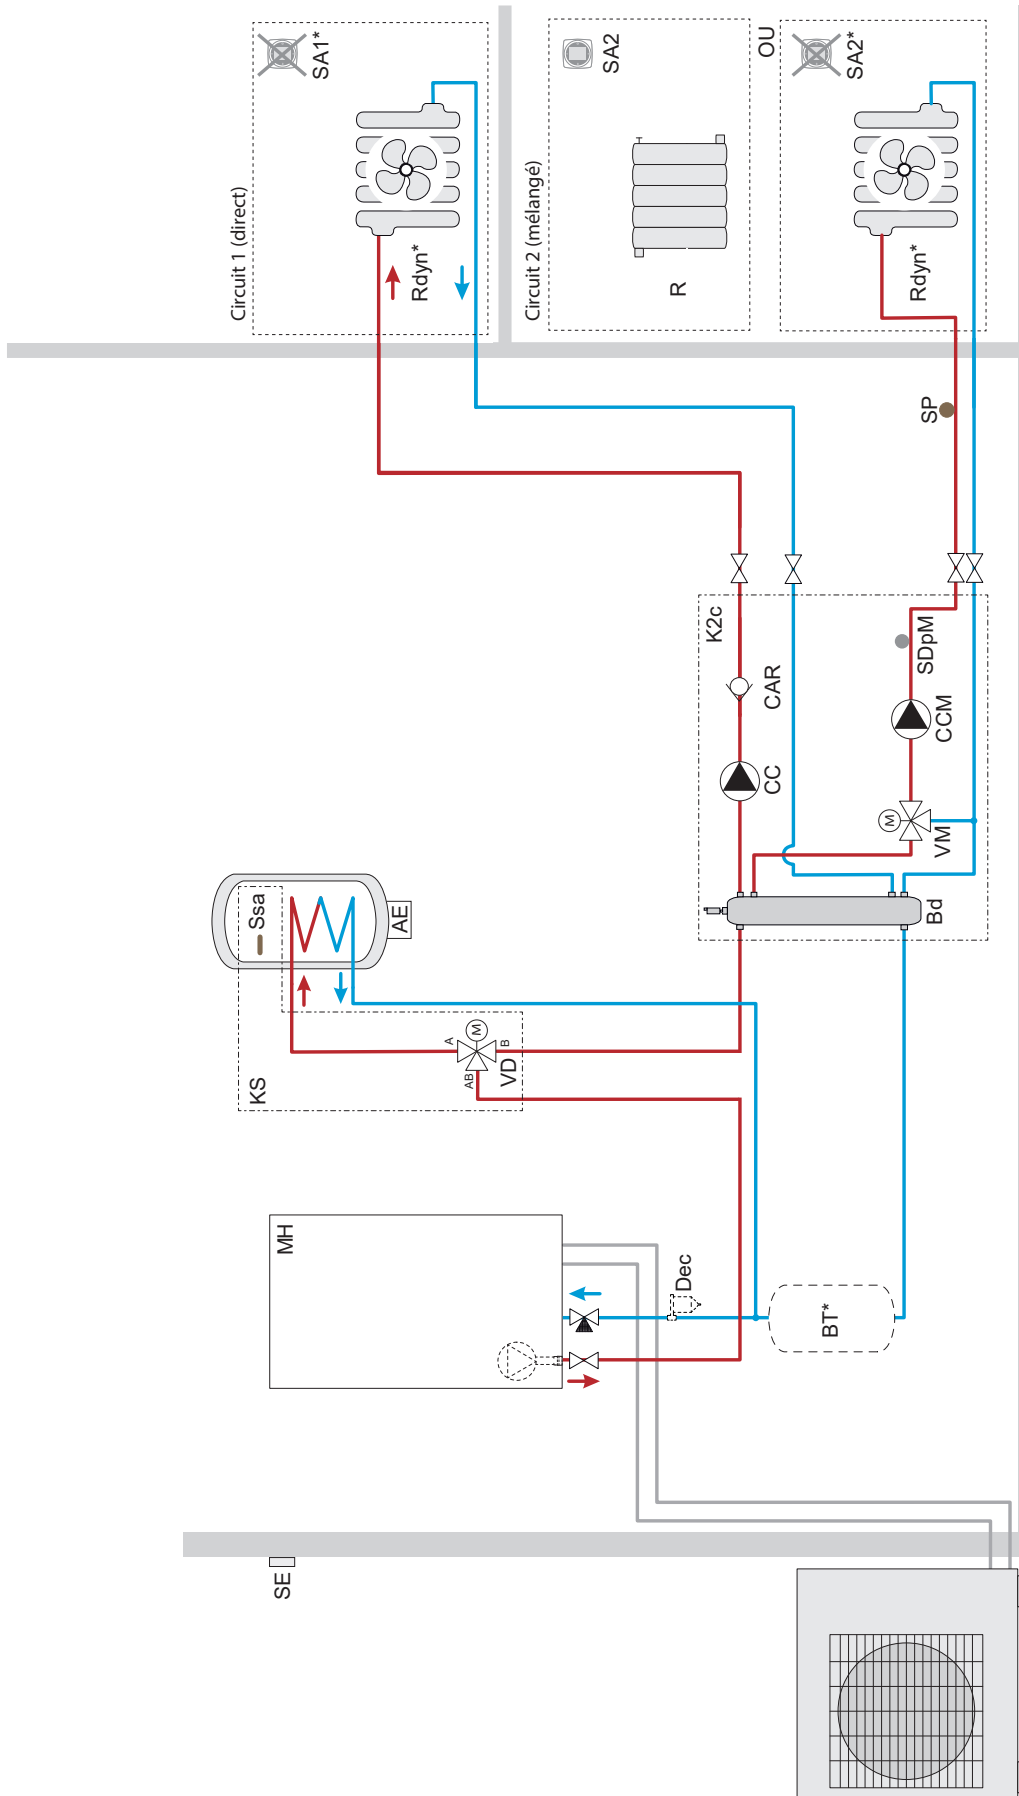 SE
MH
M
Dec
BT*
KS
Ssa
AE
A
M
B
AB
VD
K2c
CC
CAR
M
VM
CCM
SDpM
Bd
SP
Circuit 1 (direct)
SA1*
Rdyn*
Circuit 2 (mélangé)
SA2
R
OU
SA2*
Rdyn*